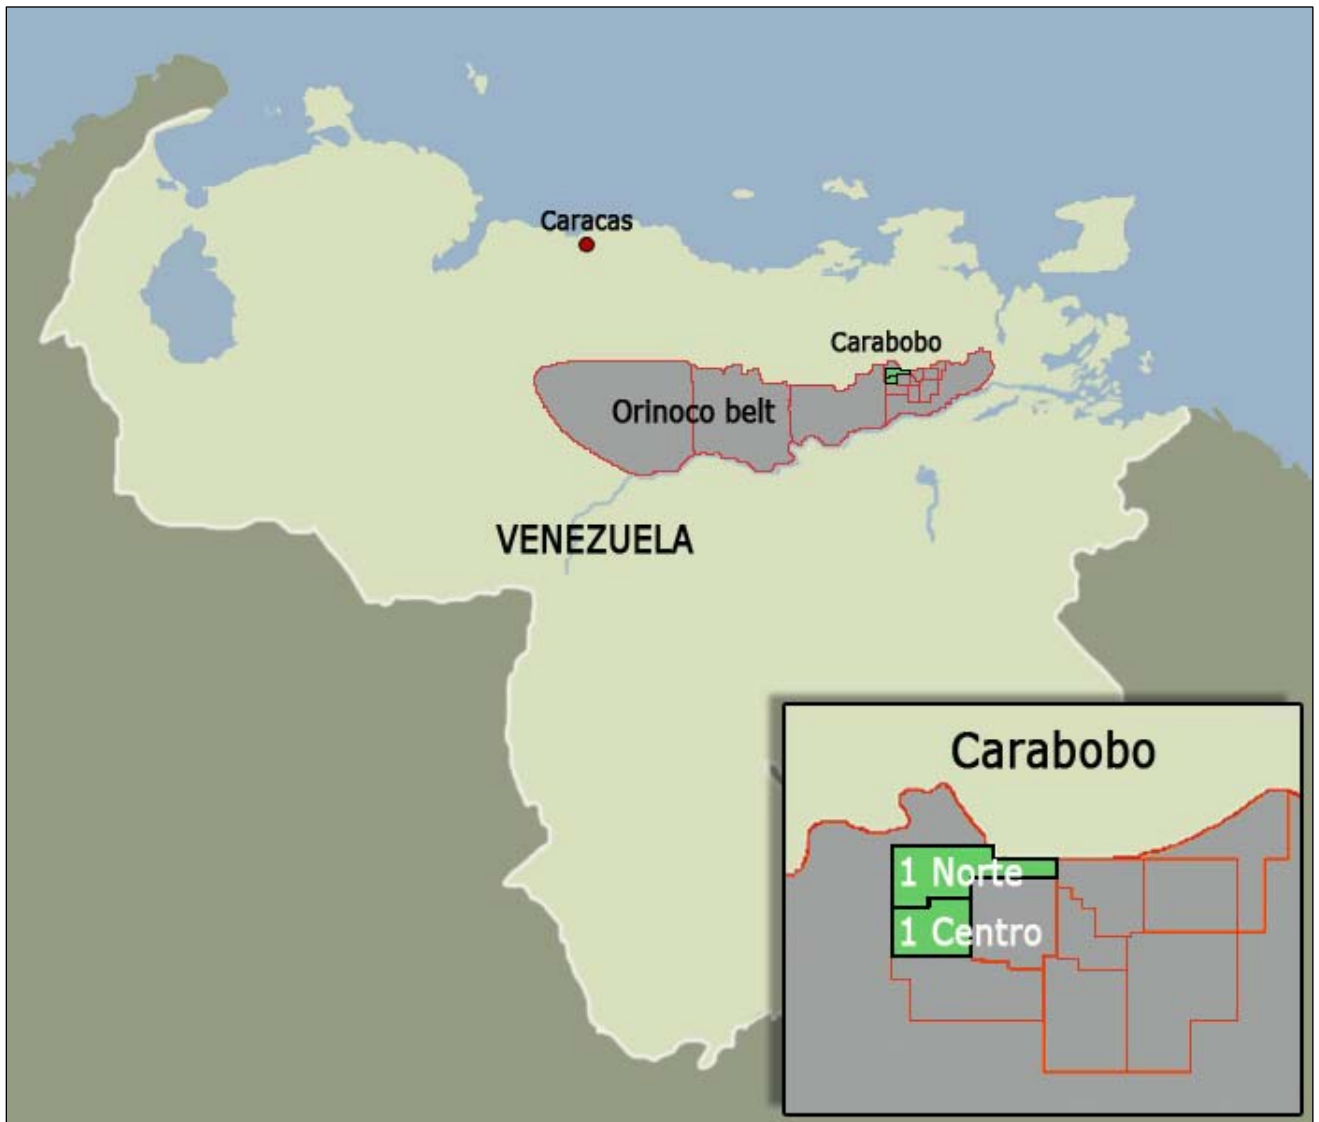 Caracas
Carabobo
Orinoco belt
VENEZUELA
Carabobo
1 Norte
1 Centro